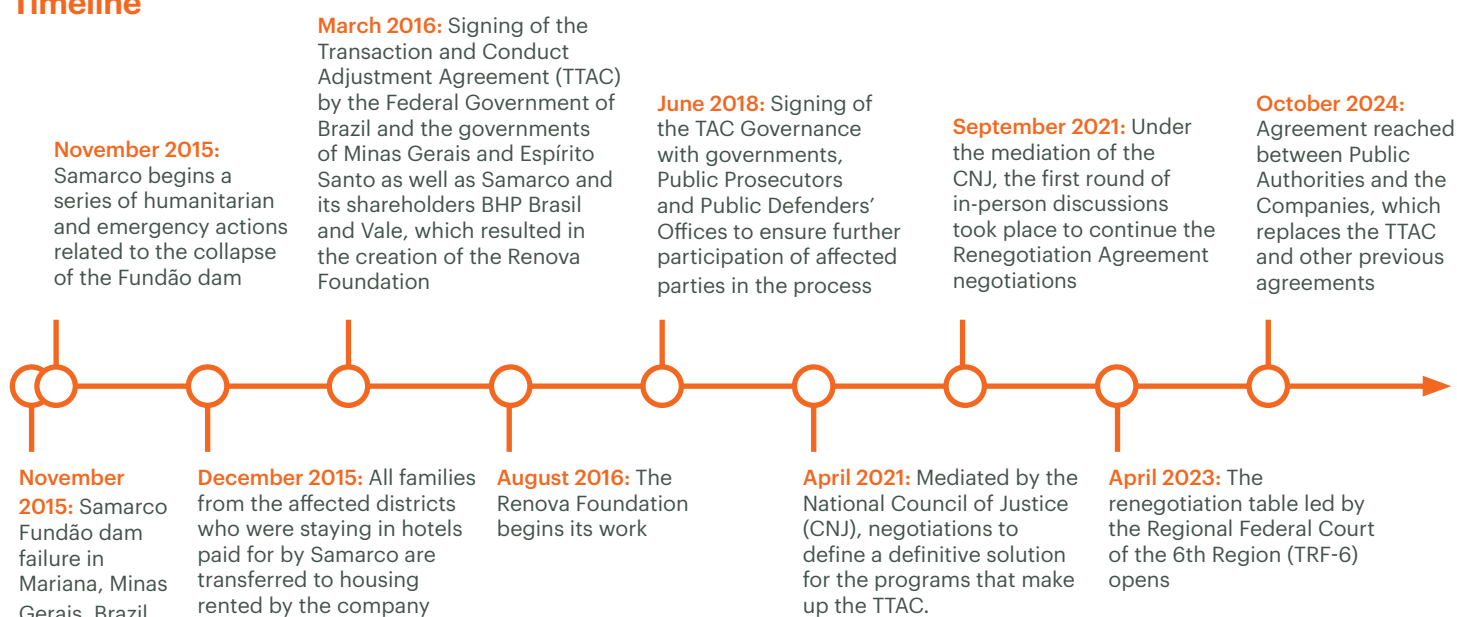 Timeline
November 2015:
Samarco begins a
series of humanitarian
and emergency actions
related to the collapse
of the Fundão dam
March 2016: Signing of the
Transaction and Conduct
Adjustment Agreement (TTAC)
by the Federal Government of
Brazil and the governments
of Minas Gerais and Espírito
Santo as well as Samarco and
its shareholders BHP Brasil
and Vale, which resulted in
the creation of the Renova
Foundation
June 2018: Signing of
the TAC Governance
with governments,
Public Prosecutors
and Public Defenders’
Offices to ensure further
participation of affected
parties in the process
September 2021: Under
the mediation of the
CNJ, the first round of
in-person discussions
took place to continue the
Renegotiation Agreement
negotiations
October 2024:
Agreement reached
between Public
Authorities and the
Companies, which
replaces the TTAC
and other previous
agreements
November
2015: Samarco
Fundão dam
failure in
Mariana, Minas
Gerais, Brazil
December 2015: All families
from the affected districts
who were staying in hotels
paid for by Samarco are
transferred to housing
rented by the company
August 2016: The
Renova Foundation
begins its work
April 2021: Mediated by the
National Council of Justice
(CNJ), negotiations to
define a definitive solution
for the programs that make
up the TTAC.
April 2023: The
renegotiation table led by
the Regional Federal Court
of the 6th Region (TRF-6)
opens